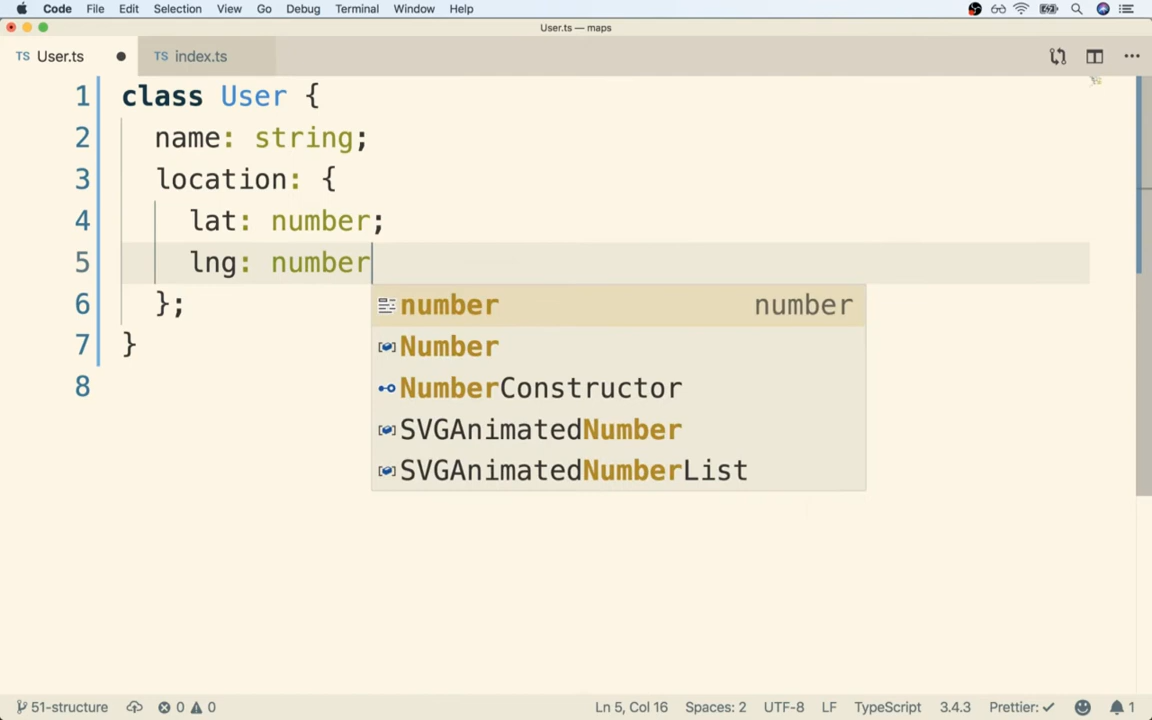 Code File Edit Selection View Go Debug Terminal Window Help
User.ts — maps
TS User.ts TS index.ts
1 class User {
2 name: string;
3 location: {
4 lat: number;
5 lng: number
6 };
7 }
8
number number
Number
NumberConstructor
SVGAnimatedNumber
SVGAnimatedNumberList
51-structure 0 0 Ln 5, Col 16 Spaces: 2 UTF-8 LF TypeScript 3.4.3 Prettier: ✓ 1